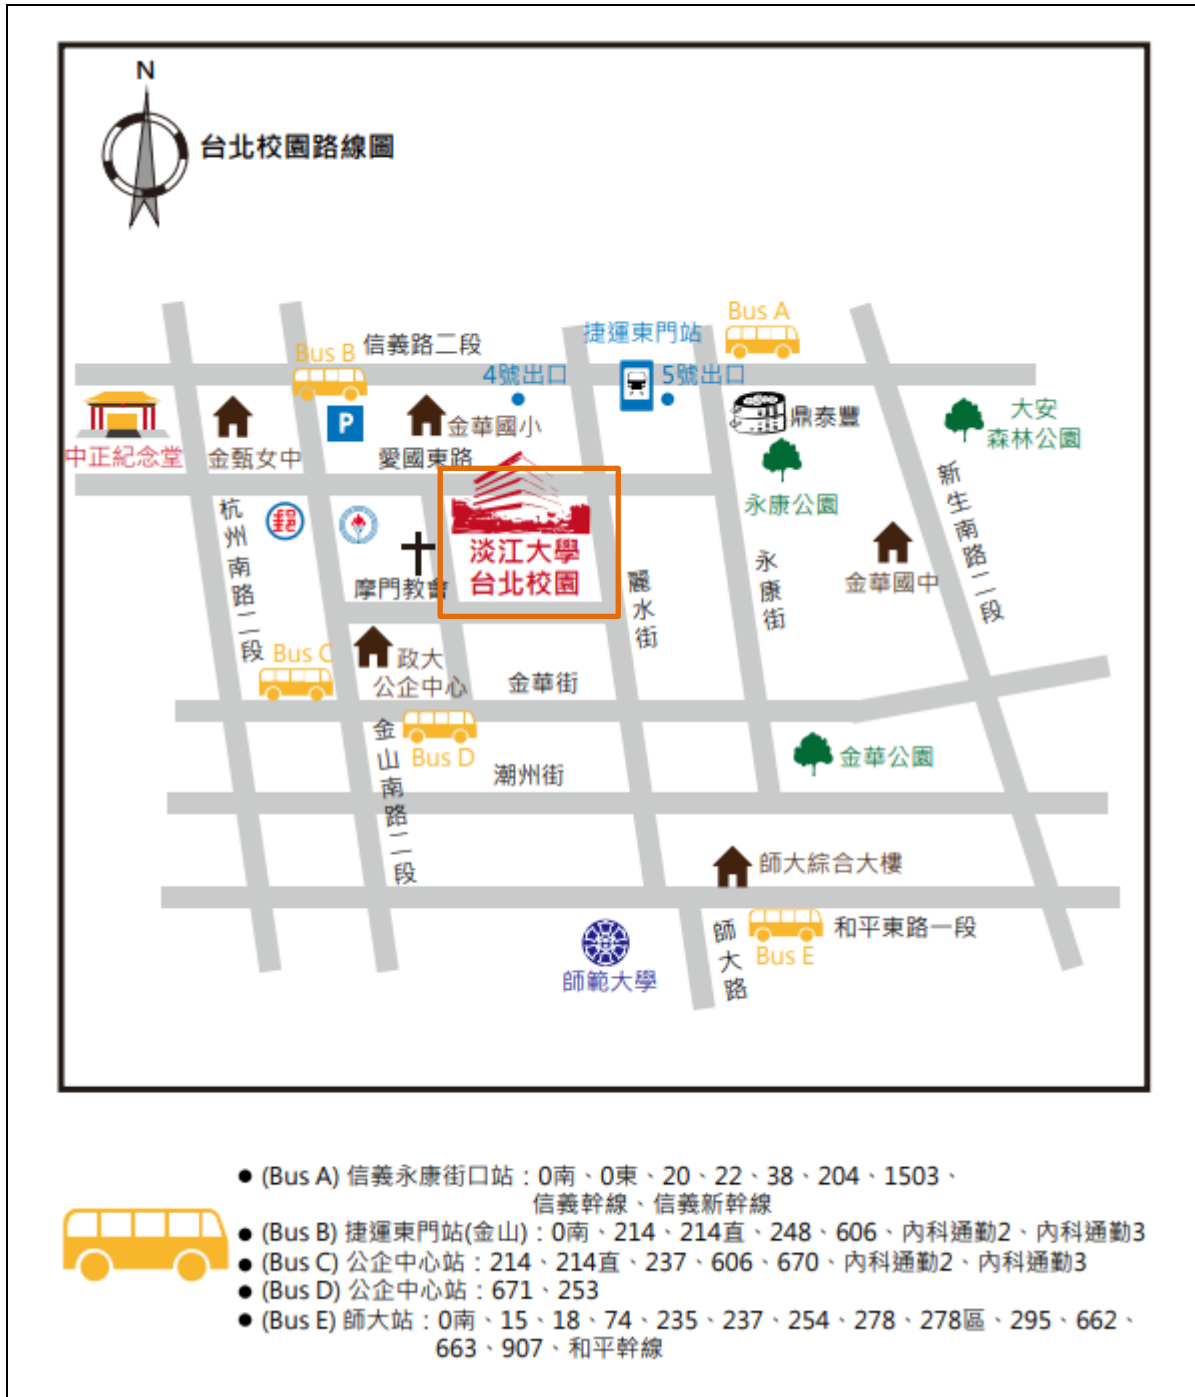 N
台北校園路線圖
Bus A
捷運東門站
信義路二段
Bus B
4號出口
5號出口
P
鼎泰豐
大安
森林公園
金華國小
中正紀念堂
金甌女中
愛國東路
永康公園
新生南路二段
杭州南路二段
郵
淡江大學
台北校園
摩門教會
麗水街
永康街
金華國中
Bus C
政大
公企中心
金華街
金山南路二段
Bus D
潮州街
金華公園
師大綜合大樓
師大路
和平東路一段
Bus E
師範大學
● (Bus A) 信義永康街口站：0南、0東、20、22、38、204、1503、
信義幹線、信義新幹線
● (Bus B) 捷運東門站(金山)：0南、214、214直、248、606、內科通勤2、內科通勤3
● (Bus C) 公企中心站：214、214直、237、606、670、內科通勤2、內科通勤3
● (Bus D) 公企中心站：671、253
● (Bus E) 師大站：0南、15、18、74、235、237、254、278、278區、295、662、
663、907、和平幹線